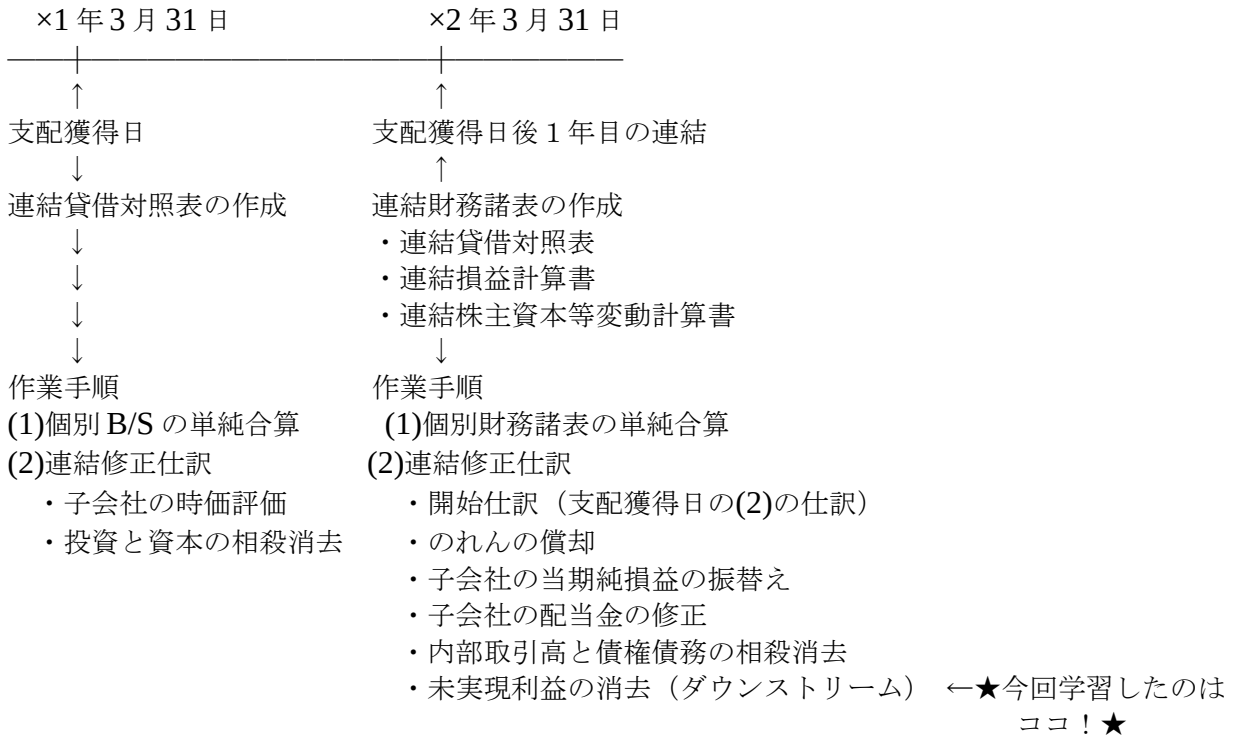 ×1 年 3 月 31 日 ×2 年 3 月 31 日
↑ ↑
支配獲得日 支配獲得日後1年目の連結
↓ ↑
連結貸借対照表の作成 連結財務諸表の作成
↓ ・連結貸借対照表
↓ ・連結損益計算書
↓ ・連結株主資本等変動計算書
↓ ↓
作業手順 作業手順
(1)個別 B/S の単純合算 (1)個別財務諸表の単純合算
(2)連結修正仕訳 (2)連結修正仕訳
・子会社の時価評価 ・開始仕訳（支配獲得日の(2)の仕訳）
・投資と資本の相殺消去 ・のれんの償却
・子会社の当期純損益の振替え
・子会社の配当金の修正
・内部取引高と債権債務の相殺消去
・未実現利益の消去（ダウンストリーム） ←★今回学習したのは
ココ！★